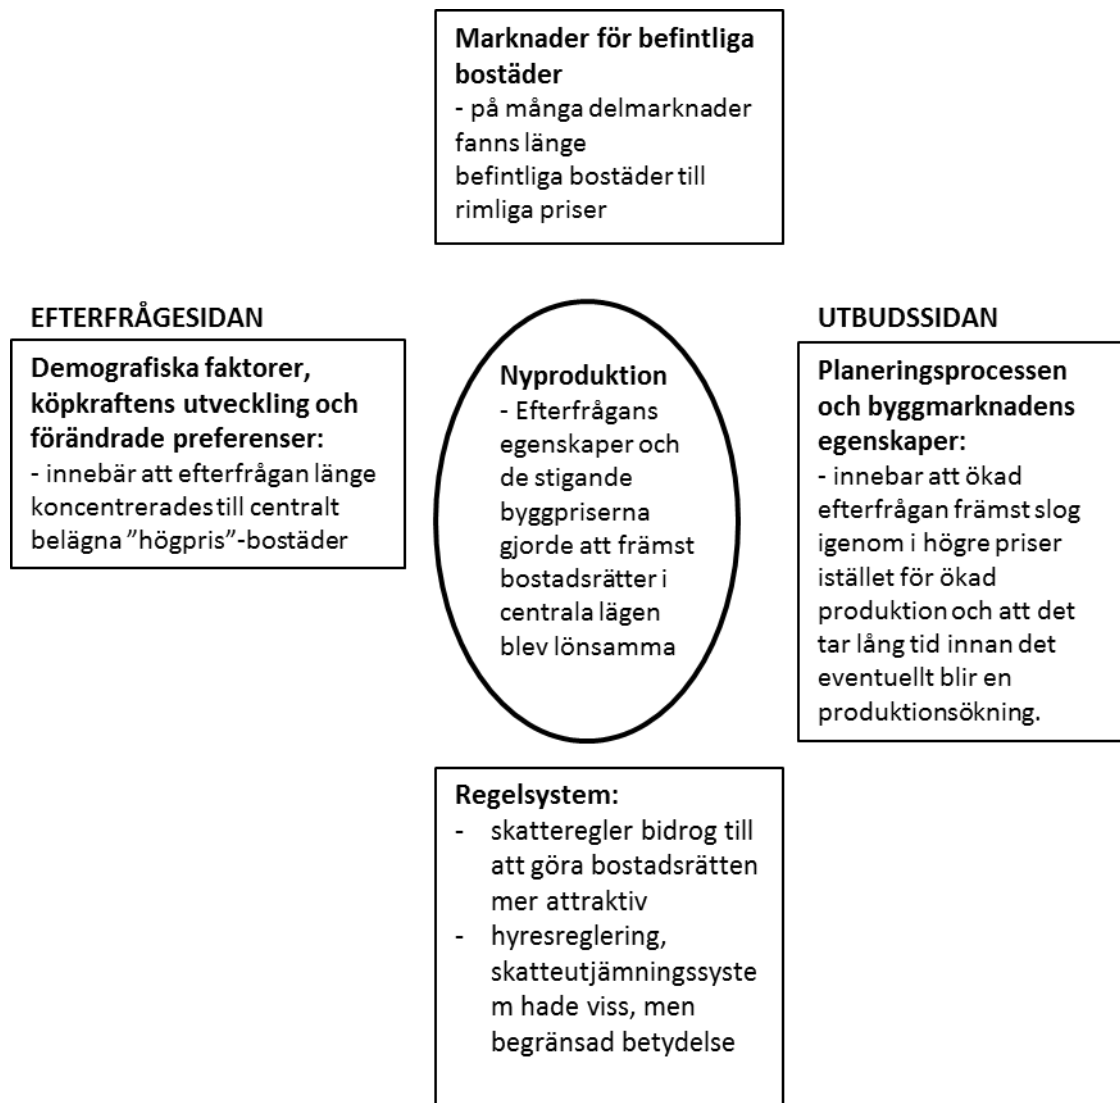 Marknader för befintliga
bostäder
- på många delmarknader
fanns länge
befintliga bostäder till
rimliga priser
EFTERFRÅGESIDAN
Demografiska faktorer,
köpkraftens utveckling och
förändrade preferenser:
- innebär att efterfrågan länge
koncentrerades till centralt
belägna ”högpris”-bostäder
Nyproduktion
- Efterfrågans
egenskaper och
de stigande
byggpriserna
gjorde att främst
bostadsrätter i
centrala lägen
blev lönsamma
UTBUDSSIDAN
Planeringsprocessen
och byggmarknadens
egenskaper:
- innebar att ökad
efterfrågan främst slog
igenom i högre priser
istället för ökad
produktion och att det
tar lång tid innan det
eventuellt blir en
produktionsökning.
Regelsystem:
- skatteregler bidrog till
att göra bostadsrätten
mer attraktiv
- hyresreglering,
skatteutjämningssyste
m hade viss, men
begränsad betydelse